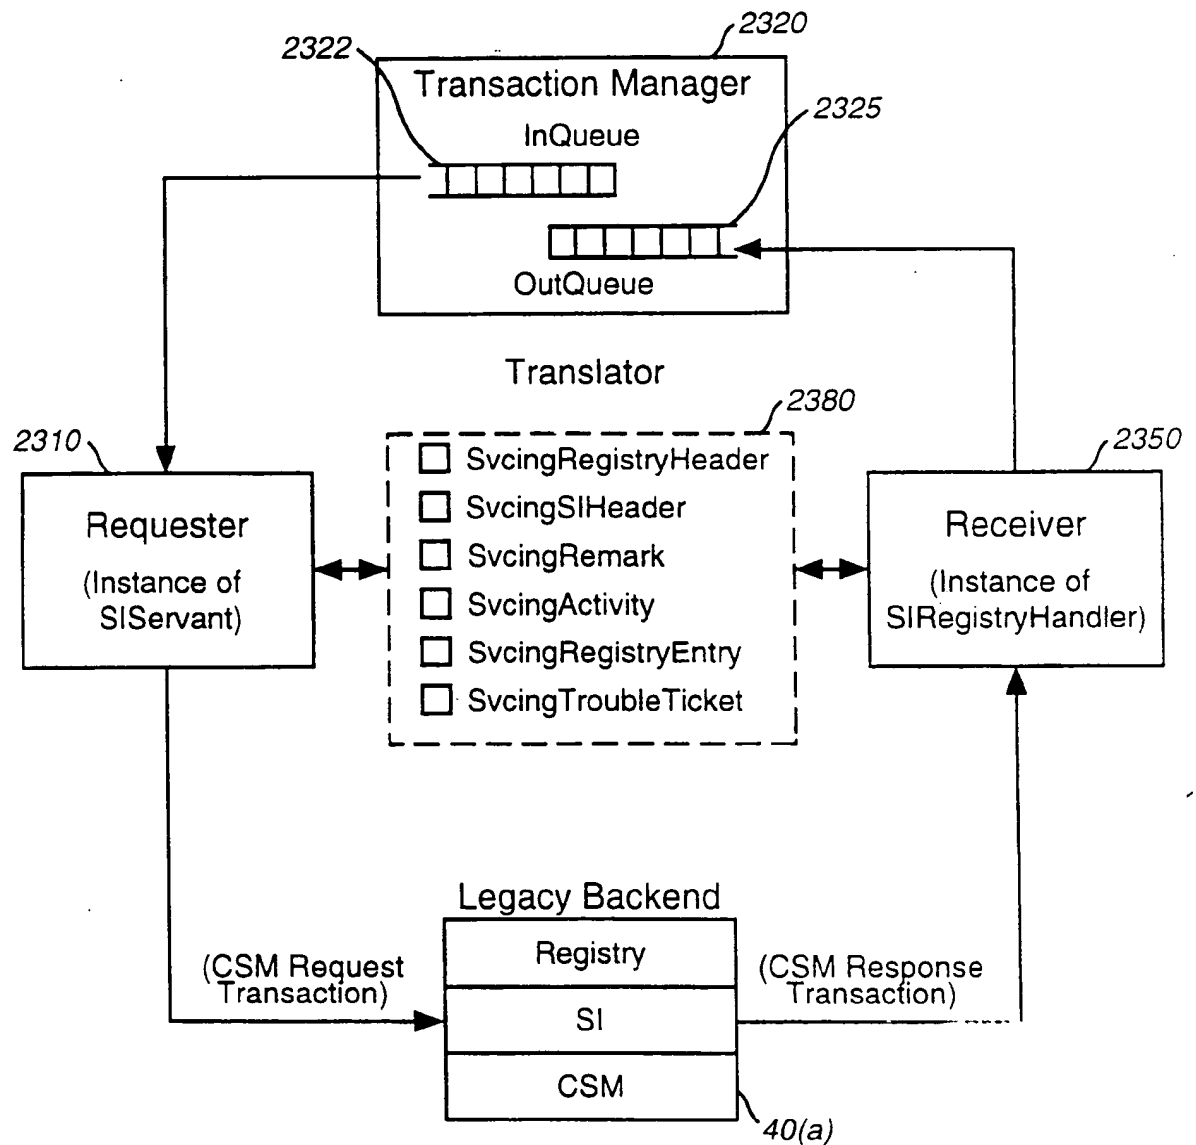 2320
2322
Transaction Manager
2325
InQueue
OutQueue
Translator
2380
2310
2350
SvcingRegistryHeader
SvcingSIHeader
SvcingRemark
SvcingActivity
SvcingRegistryEntry
SvcingTroubleTicket
Requester
(Instance of
SIServant)
Receiver
(Instance of
SIRegistryHandler)
Legacy Backend
Registry
SI
CSM
(CSM Request
Transaction)
(CSM Response
Transaction)
40(a)